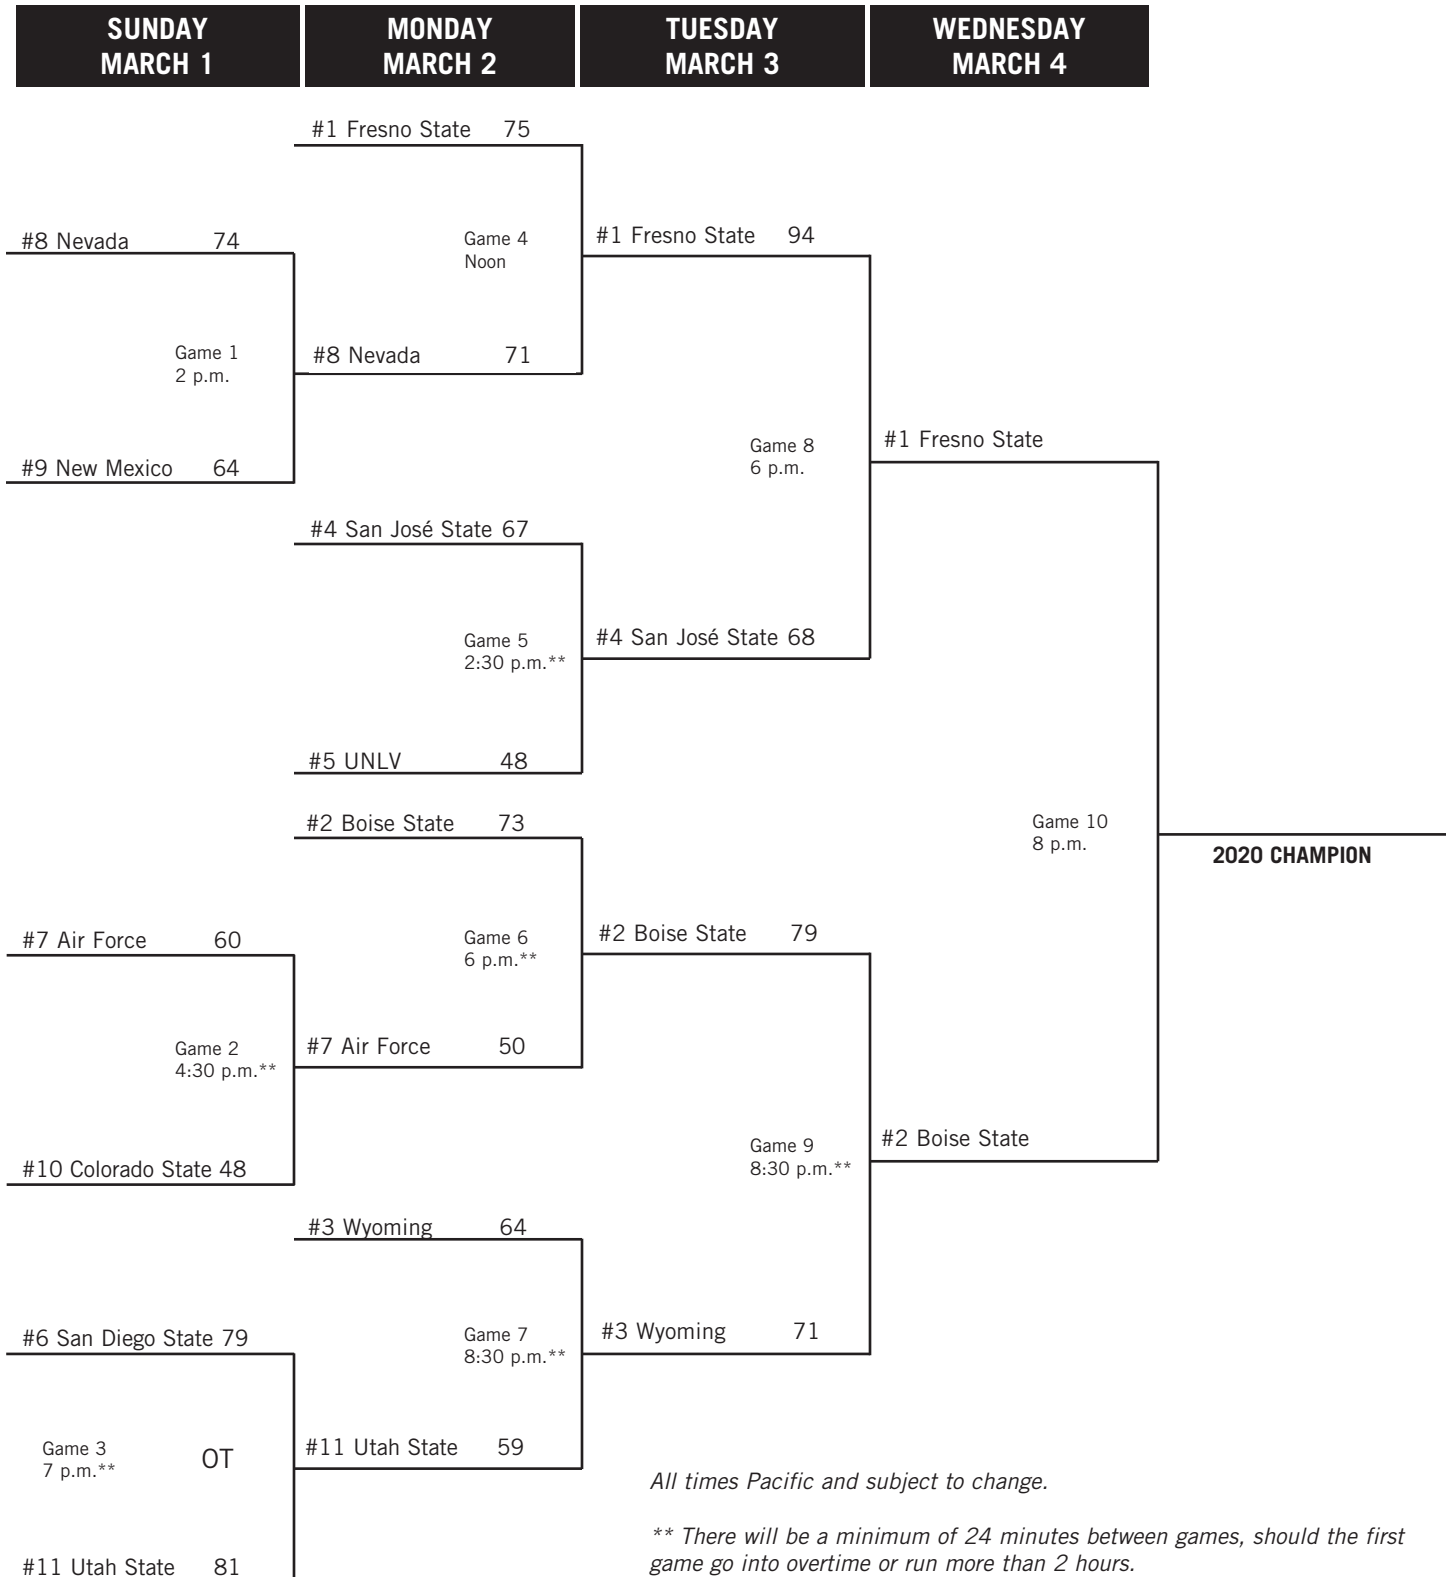 SUNDAY
MARCH 1
MONDAY
MARCH 2
TUESDAY
MARCH 3
WEDNESDAY
MARCH 4
#1 Fresno State 75
#8 Nevada 74
Game 4
Noon
#1 Fresno State 94
Game 1
2 p.m.
#8 Nevada 71
#9 New Mexico 64
Game 8
6 p.m.
#1 Fresno State
#4 San José State 67
Game 5
2:30 p.m.**
#4 San José State 68
#5 UNLV 48
#2 Boise State 73
Game 10
8 p.m.
2020 CHAMPION
#7 Air Force 60
Game 6
6 p.m.**
#2 Boise State 79
Game 2
4:30 p.m.**
#7 Air Force 50
#10 Colorado State 48
Game 9
8:30 p.m.**
#2 Boise State
#3 Wyoming 64
#6 San Diego State 79
Game 7
8:30 p.m.**
#3 Wyoming 71
Game 3
7 p.m.**
OT
#11 Utah State 59
#11 Utah State 81
All times Pacific and subject to change.
** There will be a minimum of 24 minutes between games, should the first
game go into overtime or run more than 2 hours.